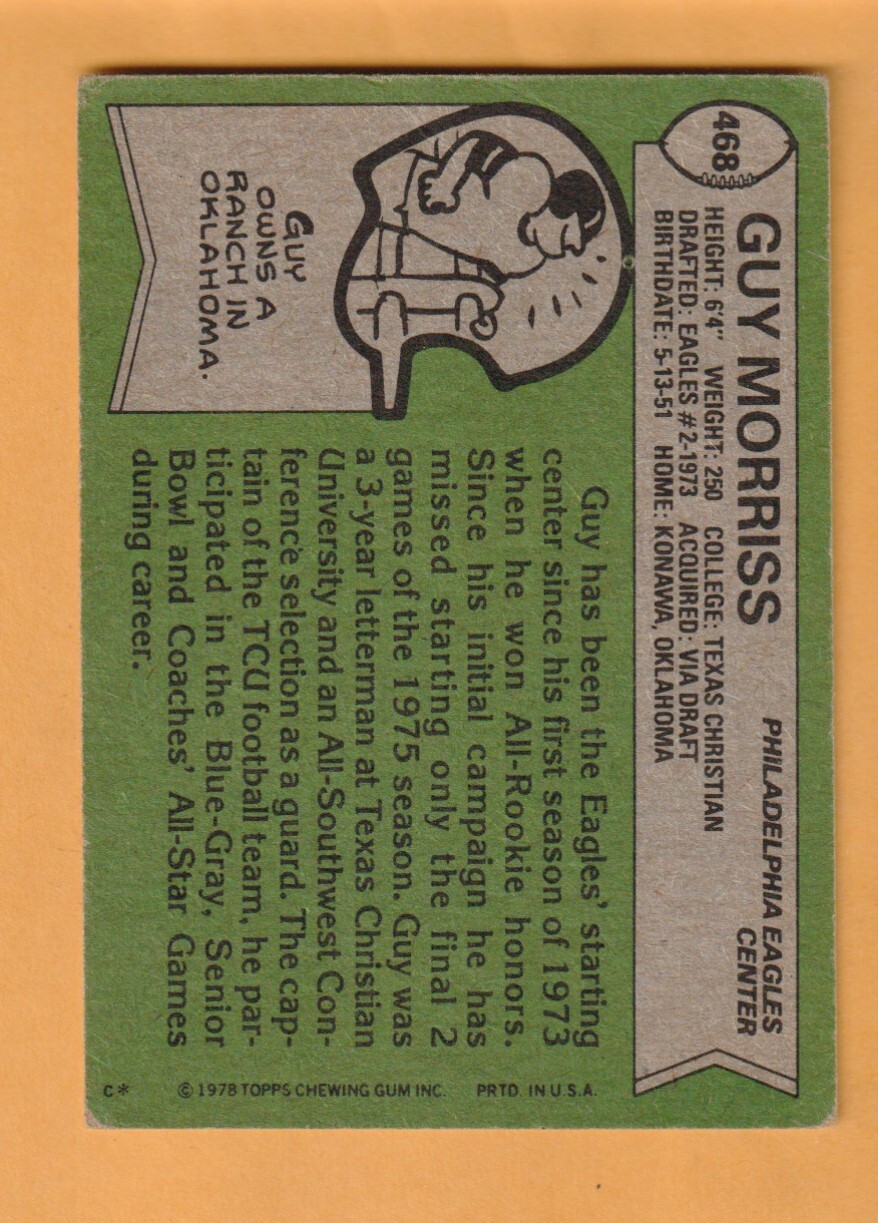 468
GUY MORRISS
PHILADELPHIA EAGLES
CENTER
HEIGHT: 6'4" WEIGHT: 250 COLLEGE: TEXAS CHRISTIAN
DRAFTED: EAGLES #2-1973 ACQUIRED: VIA DRAFT
BIRTHDATE: 5-13-51 HOME: KONAWA, OKLAHOMA
GUY
OWNS A
RANCH IN
OKLAHOMA.
Guy has been the Eagles' starting
center since his first season of 1973
when he won All-Rookie honors.
Since his initial campaign he has
missed starting only the final 2
games of the 1975 season. Guy was
a 3-year letterman at Texas Christian
University and an All-Southwest Con-
ference selection as a guard. The cap-
tain of the TCU football team, he par-
ticipated in the Blue-Gray, Senior
Bowl and Coaches' All-Star Games
during career.
C* © 1978 TOPPS CHEWING GUM INC. PRTD. IN U.S.A.